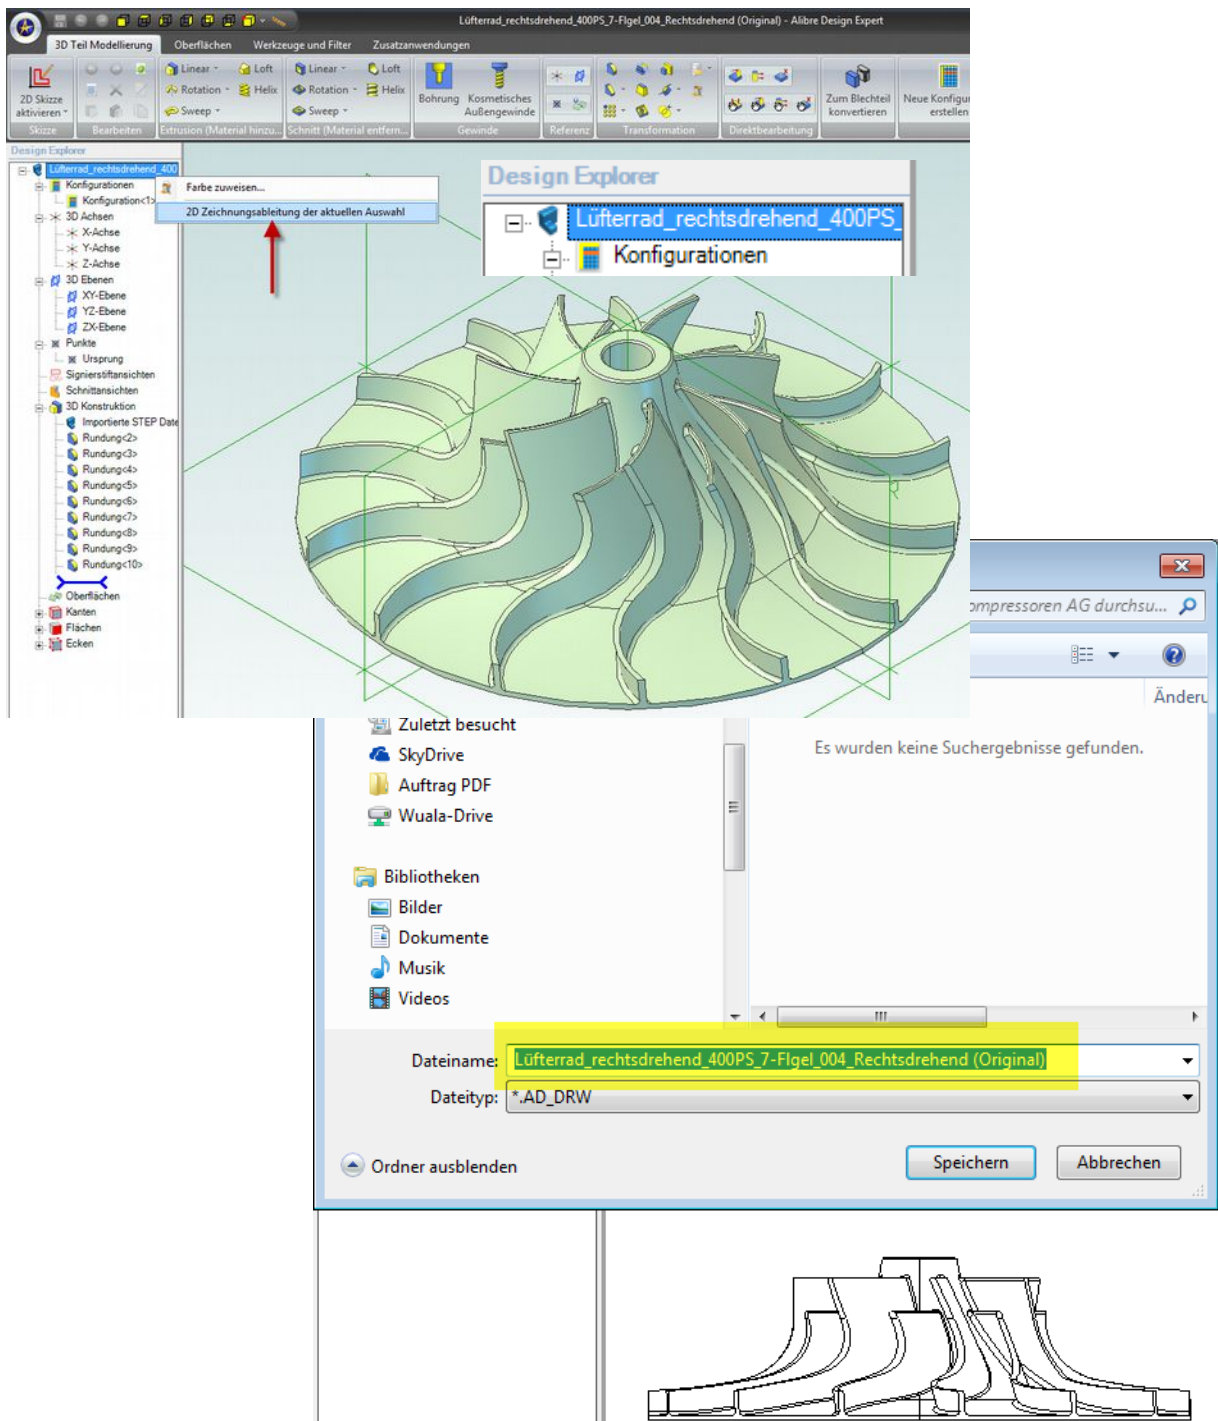 Lüfterrad_rechtsdrehend_400PS_7-Flgel_004_Rechtsdrehend (Original) - Alibre Design Expert
3D Teil Modellierung Oberflächen Werkzeuge und Filter Zusatzanwendungen
Linear Loft Linear Loft
Rotation Helix Rotation Helix
Sweep Sweep
2D Skizze aktivieren
Bohrung Kosmetisches Außengewinde
Zum Blechteil konvertieren
Neue Konfigur erstellen
Skizze Bearbeiten Extrusion (Material hinzu... Schnitt (Material entfern... Gewinde Referenz Transformation Direktbearbeitung
Design Explorer
Lüfterrad_rechtsdrehend_400
Konfigurationen
Konfiguration<1>
3D Achsen
X-Achse
Y-Achse
Z-Achse
3D Ebenen
XY-Ebene
YZ-Ebene
ZX-Ebene
Punkte
Ursprung
Signierstiftansichten
Schnittansichten
3D Konstruktion
Importierte STEP Date
Rundung<2>
Rundung<3>
Rundung<4>
Rundung<5>
Rundung<6>
Rundung<7>
Rundung<8>
Rundung<9>
Rundung<10>
Oberflächen
Kanten
Flächen
Ecken
Farbe zuweisen...
2D Zeichnungsableitung der aktuellen Auswahl
Design Explorer
Lüfterrad_rechtsdrehend_400PS_
Konfigurationen
ompressoren AG durchsu...
Änderu
Zuletzt besucht
SkyDrive
Auftrag PDF
Wuala-Drive
Bibliotheken
Bilder
Dokumente
Musik
Videos
Es wurden keine Suchergebnisse gefunden.
Dateiname: Lüfterrad_rechtsdrehend_400PS_7-Flgel_004_Rechtsdrehend (Original)
Dateityp: *.AD_DRW
Ordner ausblenden
Speichern Abbrechen